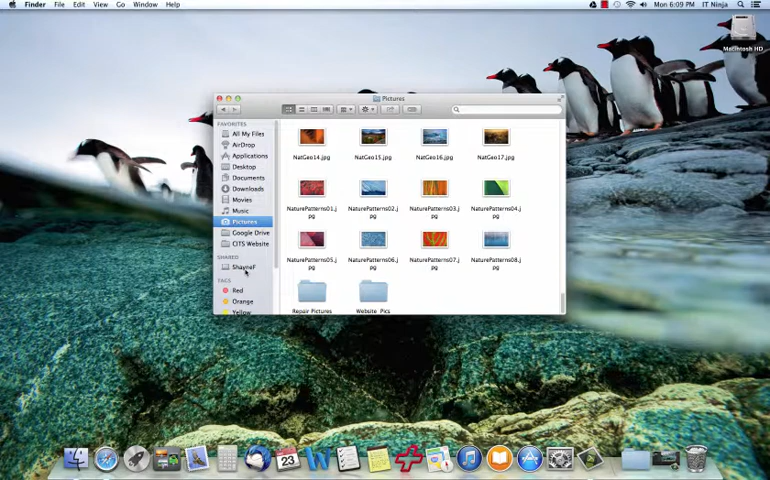 Finder File Edit View Go Window Help
Mon 6:09 PM IT Ninja
Macintosh HD
Pictures
FAVORITES
All My Files
AirDrop
Applications
Desktop
Documents
Downloads
Movies
Music
Pictures
Google Drive
CITS Website
SHARED
ShayneF
TAGS
Red
Orange
Yellow
NatGeo14.jpg NatGeo15.jpg NatGeo16.jpg NatGeo17.jpg
NaturePatterns01.j NaturePatterns02.j NaturePatterns03.j NaturePatterns04.j
pg pg pg pg
NaturePatterns05.j NaturePatterns06.j NaturePatterns07.j NaturePatterns08.j
pg pg pg pg
Repair Pictures Website Pics
23